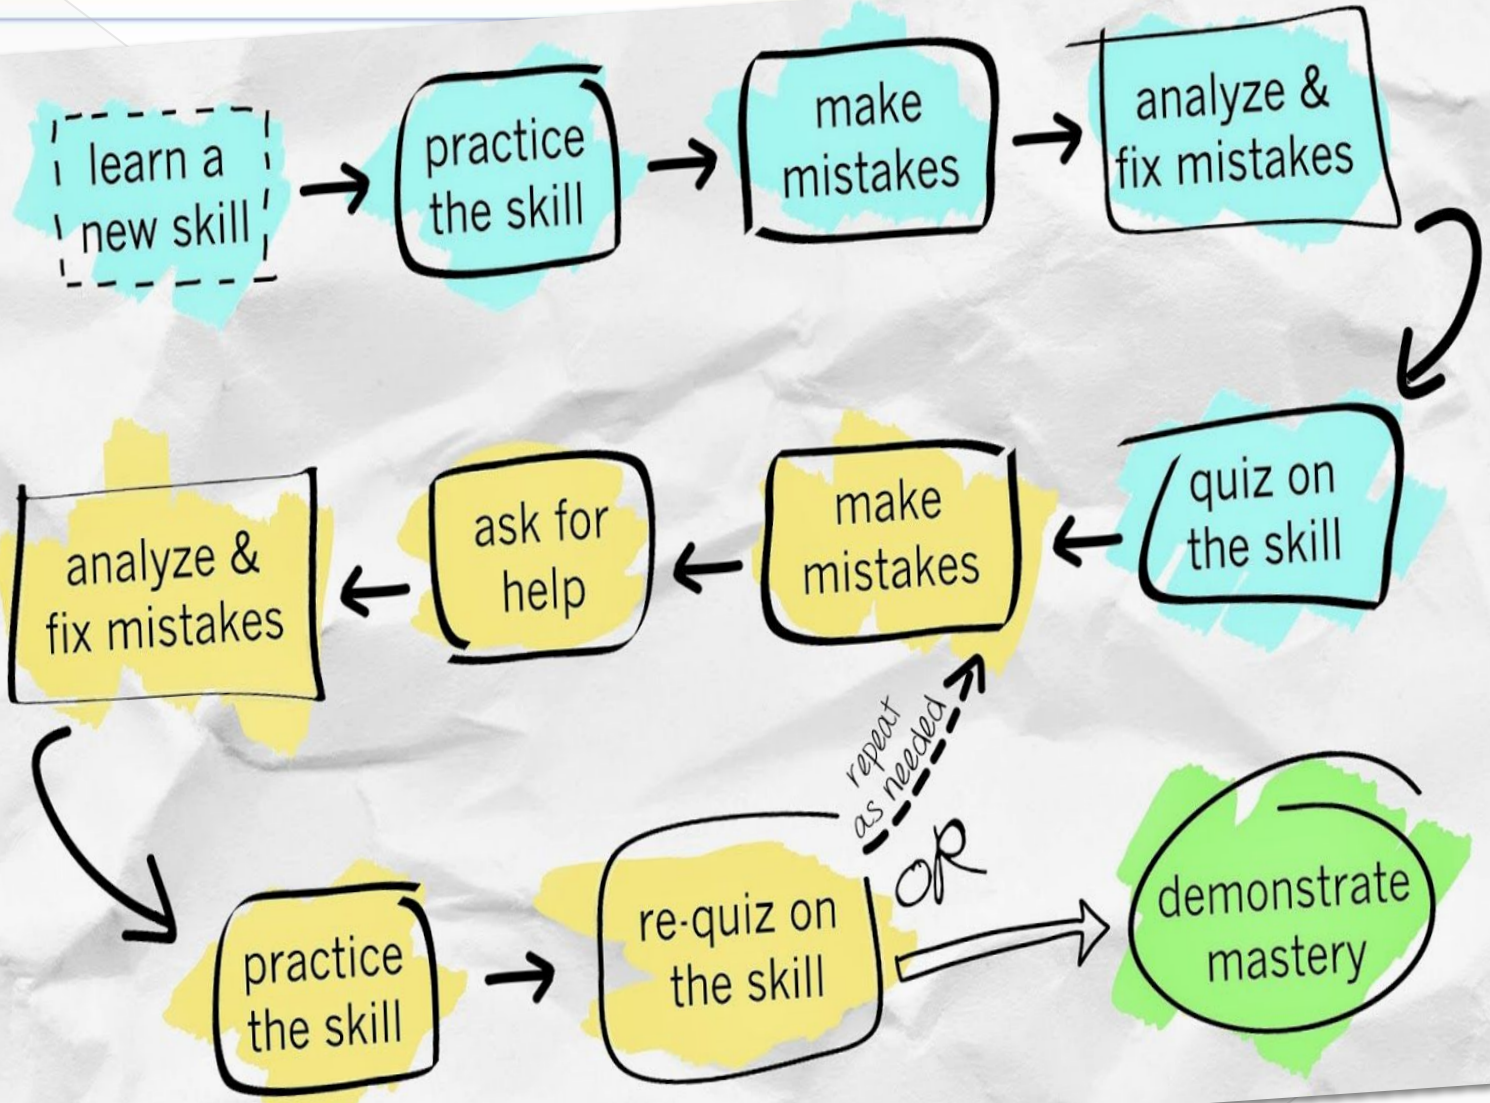 learn a
new skill
practice
the skill
make
mistakes
analyze &
fix mistakes
quiz on
the skill
make
mistakes
ask for
help
analyze &
fix mistakes
practice
the skill
re-quiz on
the skill
repeat
as needed
OR
demonstrate
mastery